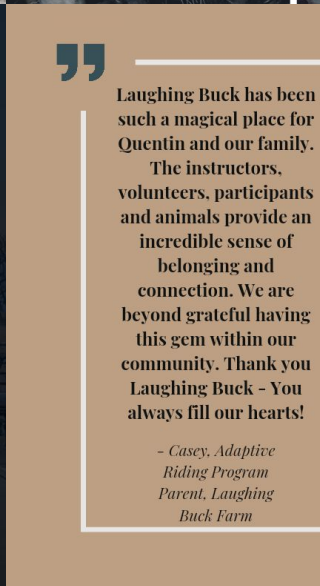 ”
Laughing Buck has been
such a magical place for
Quentin and our family.
The instructors,
volunteers, participants
and animals provide an
incredible sense of
belonging and
connection. We are
beyond grateful having
this gem within our
community. Thank you
Laughing Buck - You
always fill our hearts!
- Casey, Adaptive
Riding Program
Parent, Laughing
Buck Farm